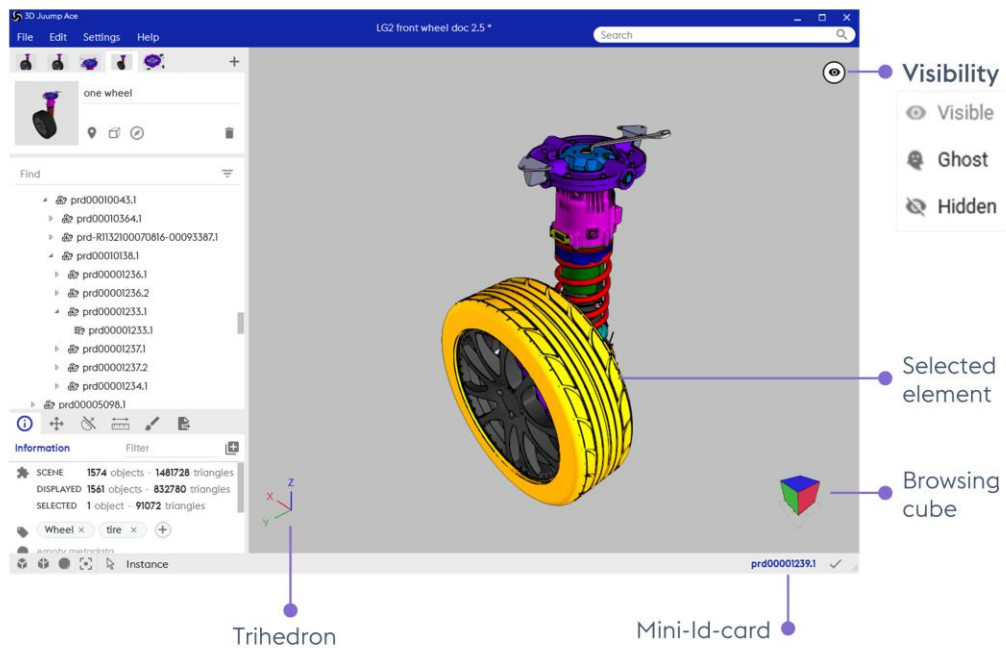 3D Juump Ace
LG2 front wheel doc 2.5 *
File Edit Settings Help
Search
one wheel
Find
prd00010043.1
prd00010364.1
prd-R1132100070816-00093387.1
prd00010138.1
prd00001236.1
prd00001236.2
prd00001233.1
prd00001233.1
prd00001237.1
prd00001237.2
prd00001234.1
prd00005098.1
Information Filter
SCENE 1574 objects - 1481728 triangles
DISPLAYED 1561 objects - 832780 triangles
SELECTED 1 object - 91072 triangles
Wheel × tire ×
empty metadata
Instance
Z
X
Y
prd00001239.1
Visibility
Visible
Ghost
Hidden
Selected
element
Browsing
cube
Trihedron
Mini-Id-card